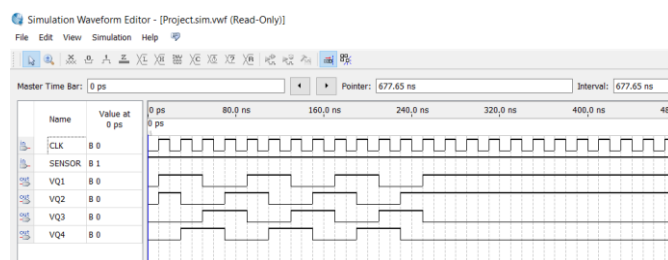 Simulation Waveform Editor - [Project.sim.vwf (Read-Only)]
File Edit View Simulation Help
Master Time Bar: 0 ps Pointer: 677.65 ns Interval: 677.65 ns
Name Value at 0 ps
0 ps 80.0 ns 160.0 ns 240.0 ns 320.0 ns 400.0 ns 48
0 ps
CLK B 0
SENSOR B 1
VQ1 B 0
VQ2 B 0
VQ3 B 0
VQ4 B 0